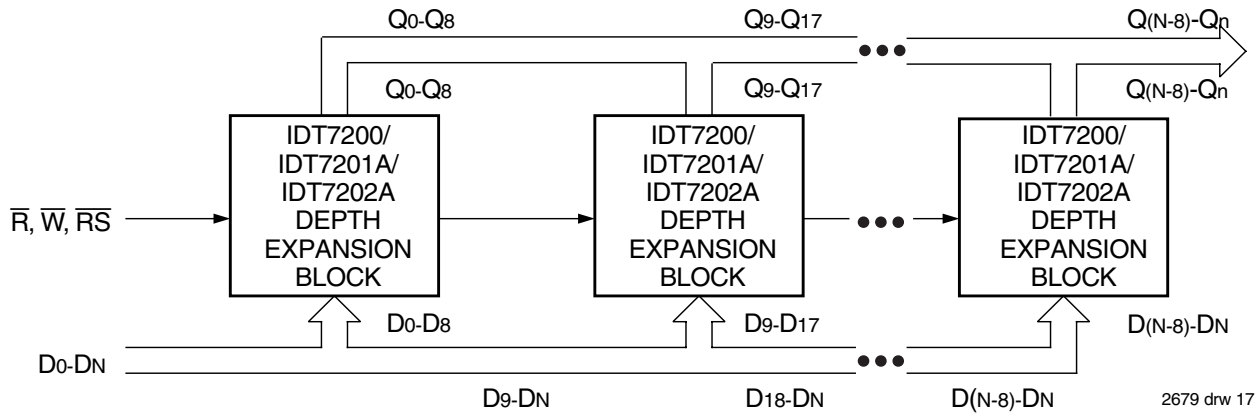 Q0-Q8 Q9-Q17 Q(N-8)-Qn
Q0-Q8 Q9-Q17 Q(N-8)-Qn
IDT7200/
IDT7201A/
IDT7202A
DEPTH
EXPANSION
BLOCK
IDT7200/
IDT7201A/
IDT7202A
DEPTH
EXPANSION
BLOCK
IDT7200/
IDT7201A/
IDT7202A
DEPTH
EXPANSION
BLOCK
R̅, W̅, R̅S̅
D0-D8 D9-D17 D(N-8)-DN
D0-DN
D9-DN D18-DN D(N-8)-DN
2679 drw 17